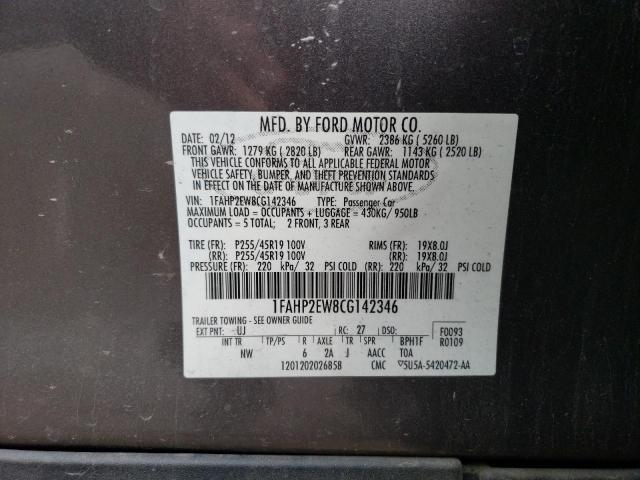 MFD. BY FORD MOTOR CO.
DATE: 02/12 GVWR: 2386 KG ( 5260 LB)
FRONT GAWR: 1279 KG ( 2820 LB) REAR GAWR: 1143 KG ( 2520 LB)
THIS VEHICLE CONFORMS TO ALL APPLICABLE FEDERAL MOTOR
VEHICLE SAFETY, BUMPER, AND THEFT PREVENTION STANDARDS
IN EFFECT ON THE DATE OF MANUFACTURE SHOWN ABOVE.
VIN: 1FAHP2EW8CG142346 TYPE: Passenger Car
MAXIMUM LOAD = OCCUPANTS + LUGGAGE = 430KG/ 950LB
OCCUPANTS = 5 TOTAL; 2 FRONT, 3 REAR
TIRE (FR): P255/45R19 100V RIMS (FR): 19X8.0J
(RR): P255/45R19 100V (RR): 19X8.0J
PRESSURE (FR): 220 kPa/ 32 PSI COLD (RR): 220 kPa/ 32 PSI COLD
1FAHP2EW8CG142346
TRAILER TOWING - SEE OWNER GUIDE
EXT PNT: UJ RC: 27 DSO: F0093
INT TR TP/PS R AXLE TR SPR BPH1F R0109
NW 6 2A J AACC TOA
1201202026858 CMC 5U5A-5420472-AA